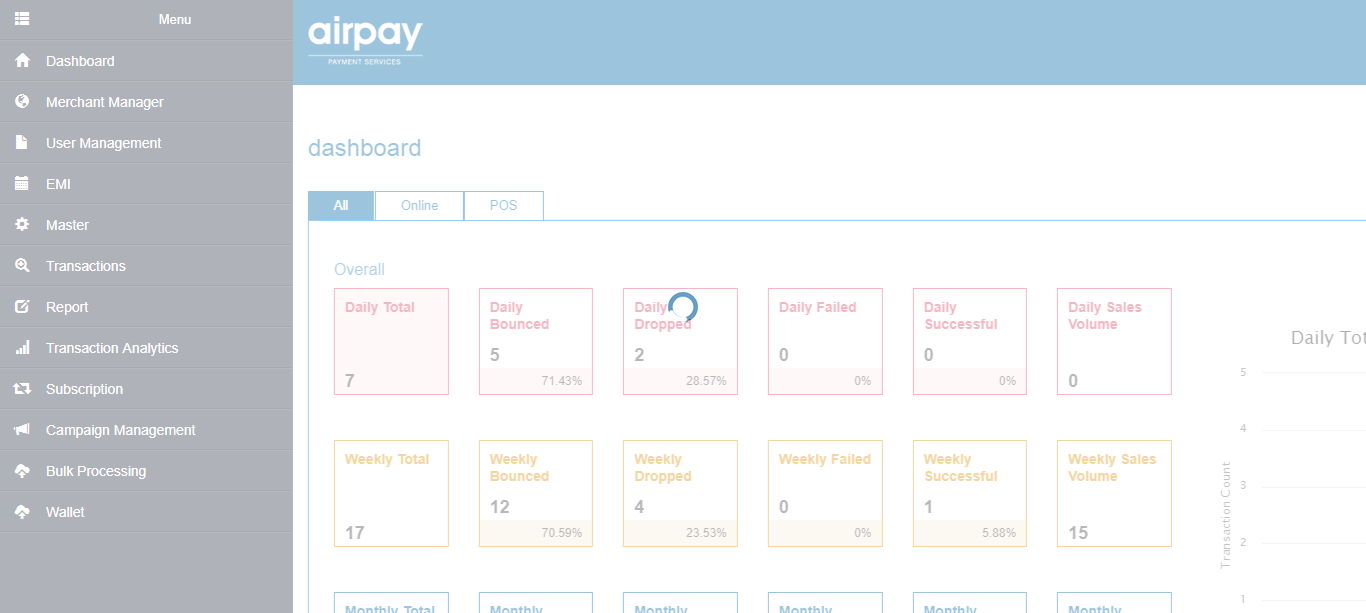 Menu
Dashboard
Merchant Manager
User Management
EMI
Master
Transactions
Report
Transaction Analytics
Subscription
Campaign Management
Bulk Processing
Wallet
airpay
PAYMENT SERVICES
dashboard
All Online POS
Overall
Daily Total
7
Daily
Bounced
5
71.43%
Daily
Dropped
2
28.57%
Daily Failed
0
0%
Daily
Successful
0
0%
Daily Sales
Volume
0
Weekly Total
17
Weekly
Bounced
12
70.59%
Weekly
Dropped
4
23.53%
Weekly Failed
0
0%
Weekly
Successful
1
5.88%
Weekly Sales
Volume
15
Monthly Total
Monthly
Monthly
Monthly
Monthly
Monthly
Daily Tot
5
4
3
2
1
Transaction Count